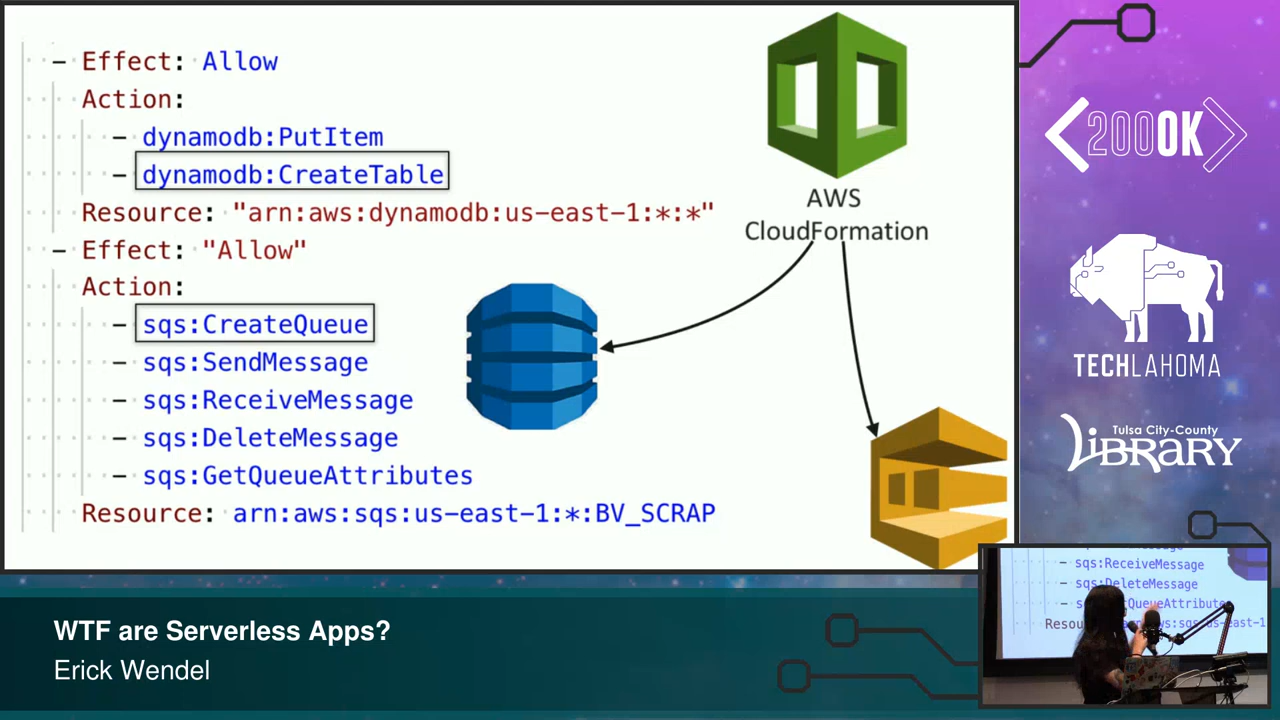 - Effect: Allow
Action:
- dynamodb:PutItem
- dynamodb:CreateTable
Resource: "arn:aws:dynamodb:us-east-1:*:*"
- Effect: "Allow"
Action:
- sqs:CreateQueue
- sqs:SendMessage
- sqs:ReceiveMessage
- sqs:DeleteMessage
- sqs:GetQueueAttributes
Resource: arn:aws:sqs:us-east-1:*:BV_SCRAP
AWS
CloudFormation
<200OK>
TECHLAHOMA
Tulsa City-County
LiBRARY
- sqs:ReceiveMessage
- sqs:DeleteMessage
QueueAttributes
WTF are Serverless Apps?
Erick Wendel